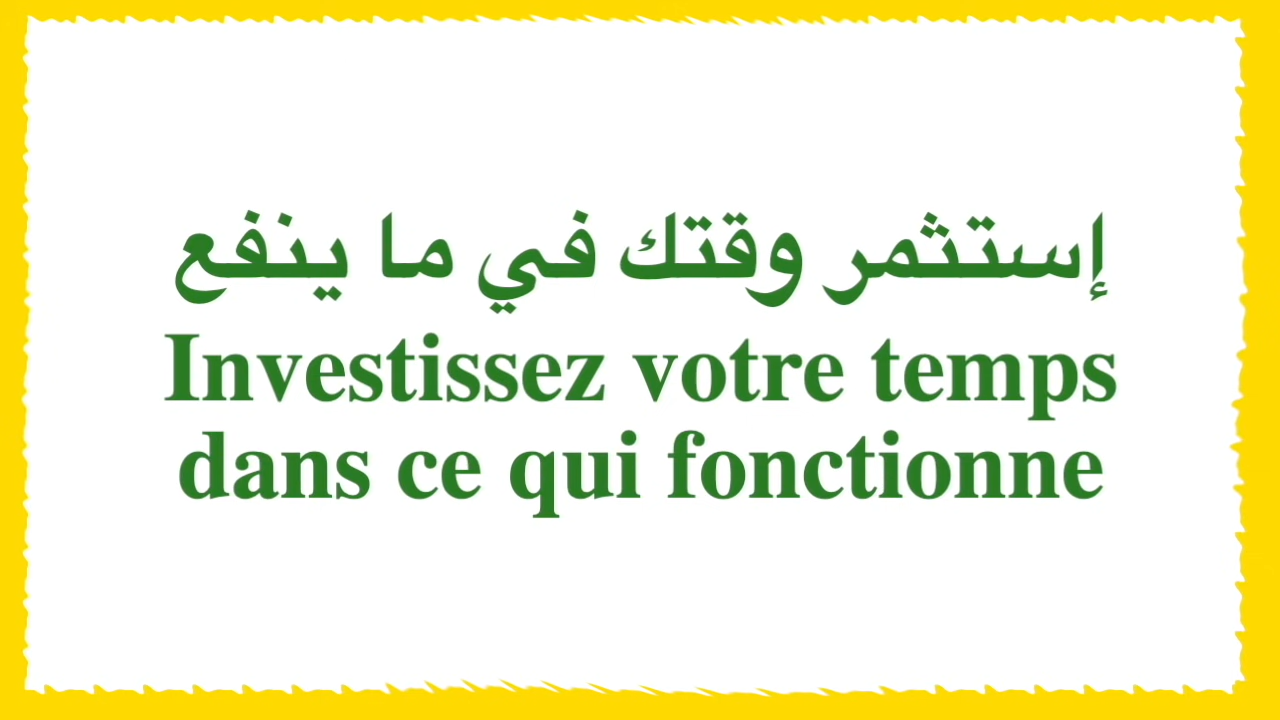 إستثمر وقتك في ما ينفع
Investissez votre temps
dans ce qui fonctionne